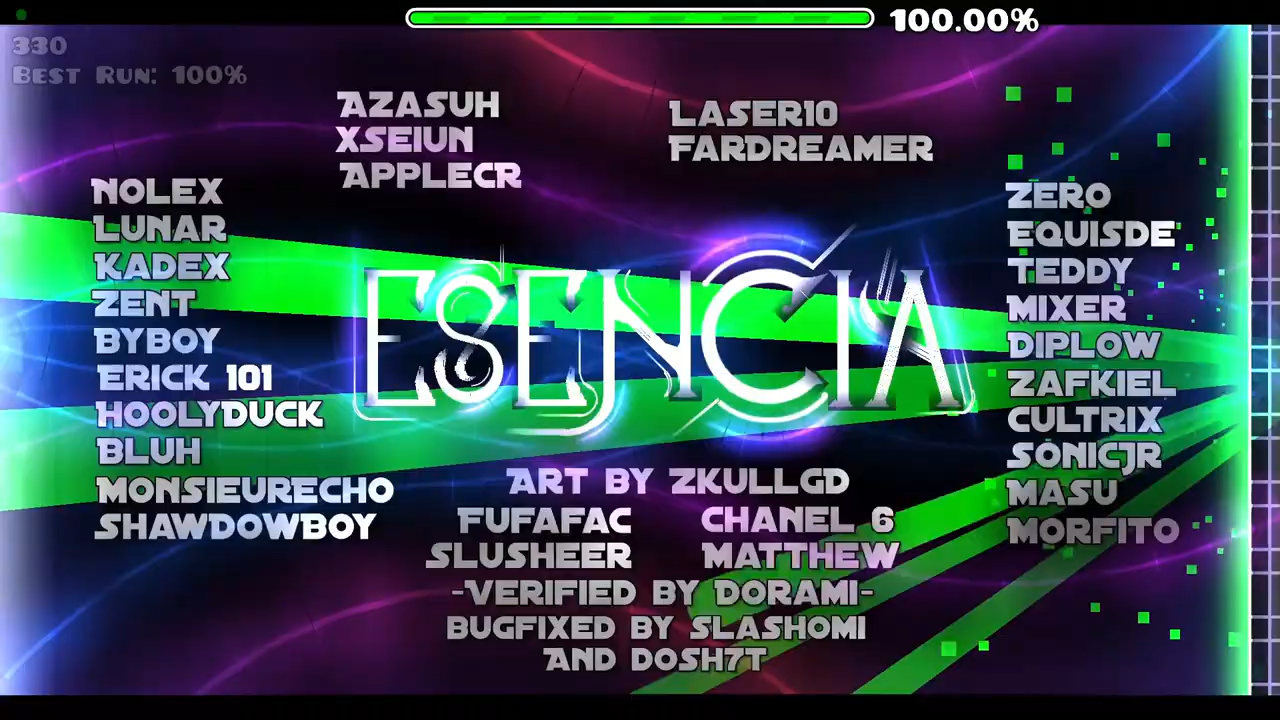 100.00%
330
Best Run: 100%
AZASUH
XSEIUN
APPLECR
LASER10
FARDREAMER
NOLEX
LUNAR
KADEX
ZENT
BYBOY
ERICK 101
HOOLYDUCK
BLUH
MONSIEURECHO
SHAWDOWBOY
ZERO
EQUISDE
TEDDY
MIXER
DIPLOW
ZAFKIEL
CULTRIX
SONICJR
MASU
MORFITO
ESENCIA
ART BY ZKULLGD
FUFAFAC CHANEL 6
SLUSHEER MATTHEW
-VERIFIED BY DORAMI-
BUGFIXED BY SLASHOMI
AND DOSH7T